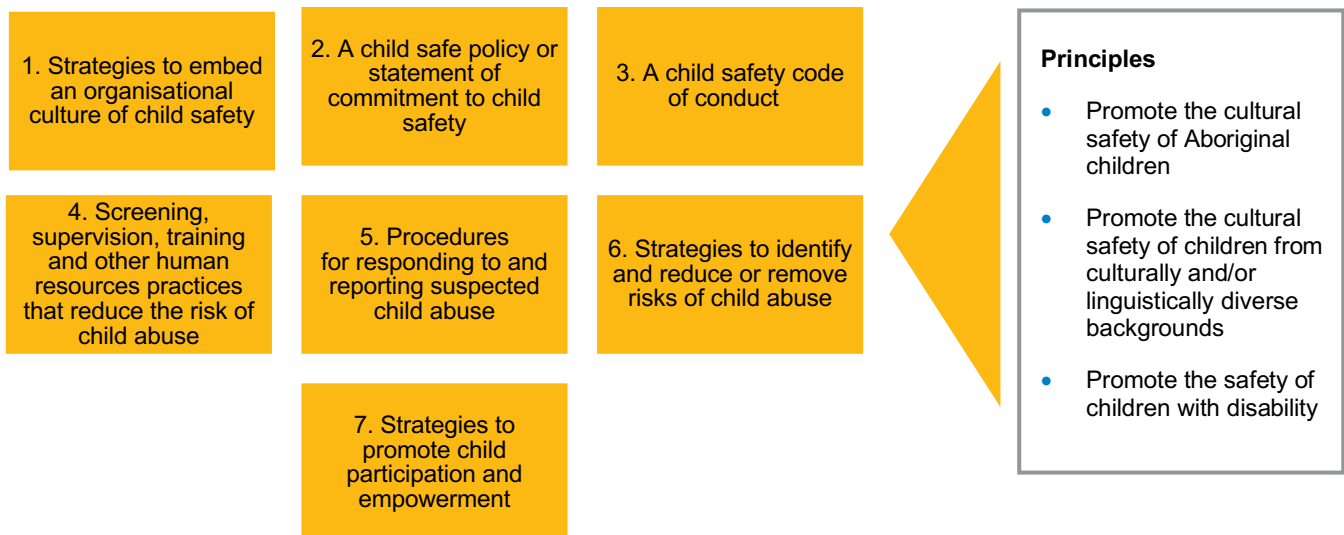 1. Strategies to embed
an organisational
culture of child safety
2. A child safe policy or
statement of
commitment to child
safety
3. A child safety code
of conduct
4. Screening,
supervision, training
and other human
resources practices
that reduce the risk of
child abuse
5. Procedures
for responding to and
reporting suspected
child abuse
6. Strategies to identify
and reduce or remove
risks of child abuse
7. Strategies to
promote child
participation and
empowerment
Principles
• Promote the cultural
safety of Aboriginal
children
• Promote the cultural
safety of children from
culturally and/or
linguistically diverse
backgrounds
• Promote the safety of
children with disability